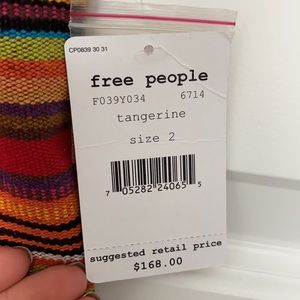 CP0839 30 31
free people
F039Y034 6714
tangerine
size 2
7 05282 24065 5
suggested retail price
$168.00